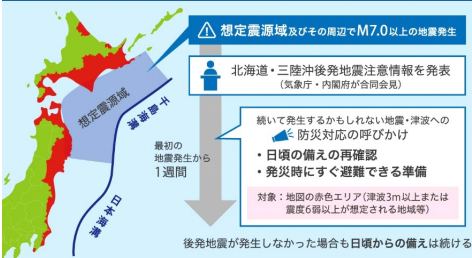 想定震源域及びその周辺でM7.0以上の地震発生
北海道・三陸沖後発地震注意情報を発表
（気象庁・内閣府が合同会見）
想定震源域
千島海溝
日本海溝
最初の
地震発生から
1週間
続いて発生するかもしれない地震・津波への
防災対応の呼びかけ
・日頃の備えの再確認
・発災時にすぐ避難できる準備
対象：地図の赤色エリア（津波3m以上または
震度6弱以上が想定される地域等）
後発地震が発生しなかった場合も日頃からの備えは続ける